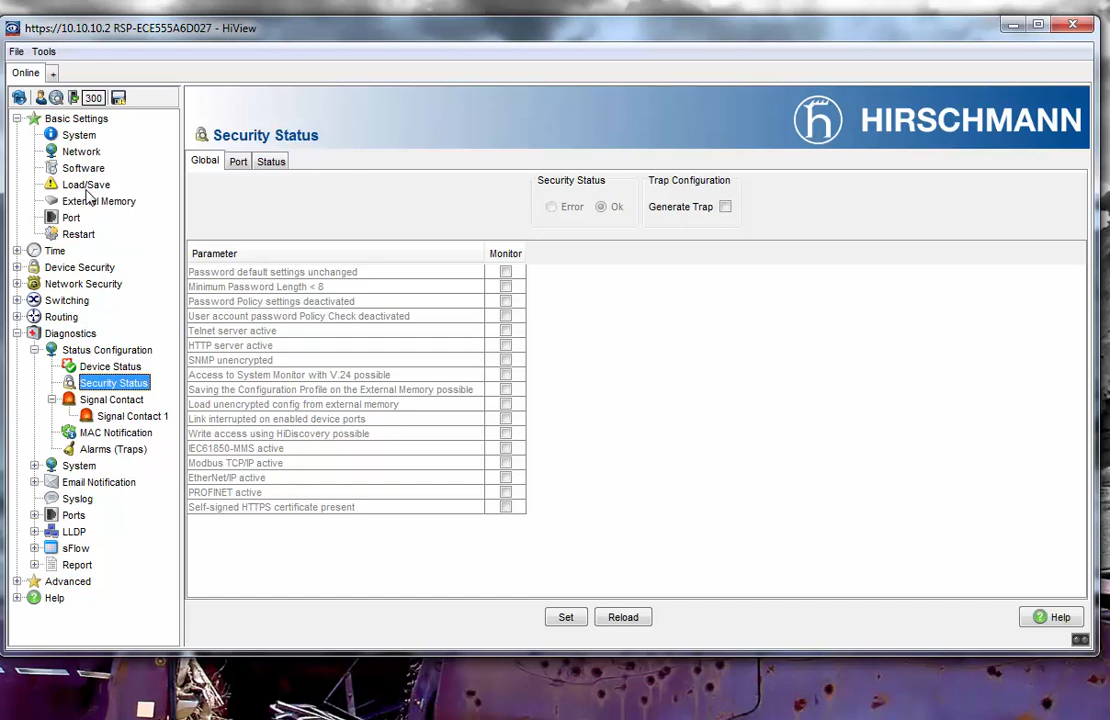 https://10.10.10.2 RSP-ECE555A6D027 - HiView
File Tools
Online +
300
Basic Settings
System
Network
Software
Load/Save
External Memory
Port
Restart
Time
Device Security
Network Security
Switching
Routing
Diagnostics
Status Configuration
Device Status
Security Status
Signal Contact
Signal Contact 1
MAC Notification
Alarms (Traps)
System
Email Notification
Syslog
Ports
LLDP
sFlow
Report
Advanced
Help
Security Status
HIRSCHMANN
Global Port Status
Security Status
Error Ok
Trap Configuration
Generate Trap
Parameter Monitor
Password default settings unchanged
Minimum Password Length < 8
Password Policy settings deactivated
User account password Policy Check deactivated
Telnet server active
HTTP server active
SNMP unencrypted
Access to System Monitor with V.24 possible
Saving the Configuration Profile on the External Memory possible
Load unencrypted config from external memory
Link interrupted on enabled device ports
Write access using HiDiscovery possible
IEC61850-MMS active
Modbus TCP/IP active
EtherNet/IP active
PROFINET active
Self-signed HTTPS certificate present
Set Reload Help